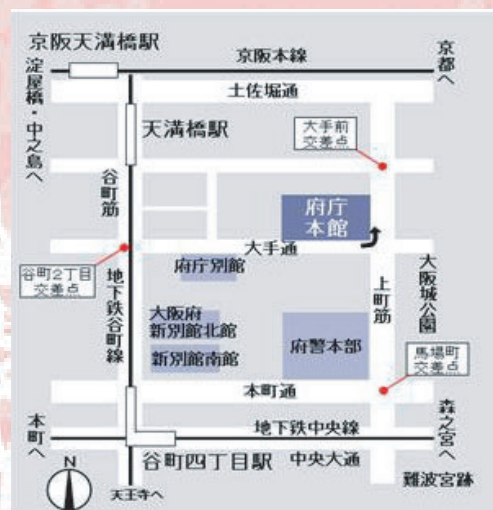 京阪天満橋駅
京阪本線
京都へ
淀屋橋・中之島へ
土佐堀通
天満橋駅
大手前
交差点
谷町筋
府庁
本館
大手通
谷町2丁目
交差点
府庁別館
地下鉄谷町線
上町筋
大阪城公園
大阪府
新別館北館
新別館南館
府警本部
馬場町
交差点
本町通
本町へ
地下鉄中央線
森之宮へ
谷町四丁目駅
中央大通
N
天王寺へ
難波宮跡